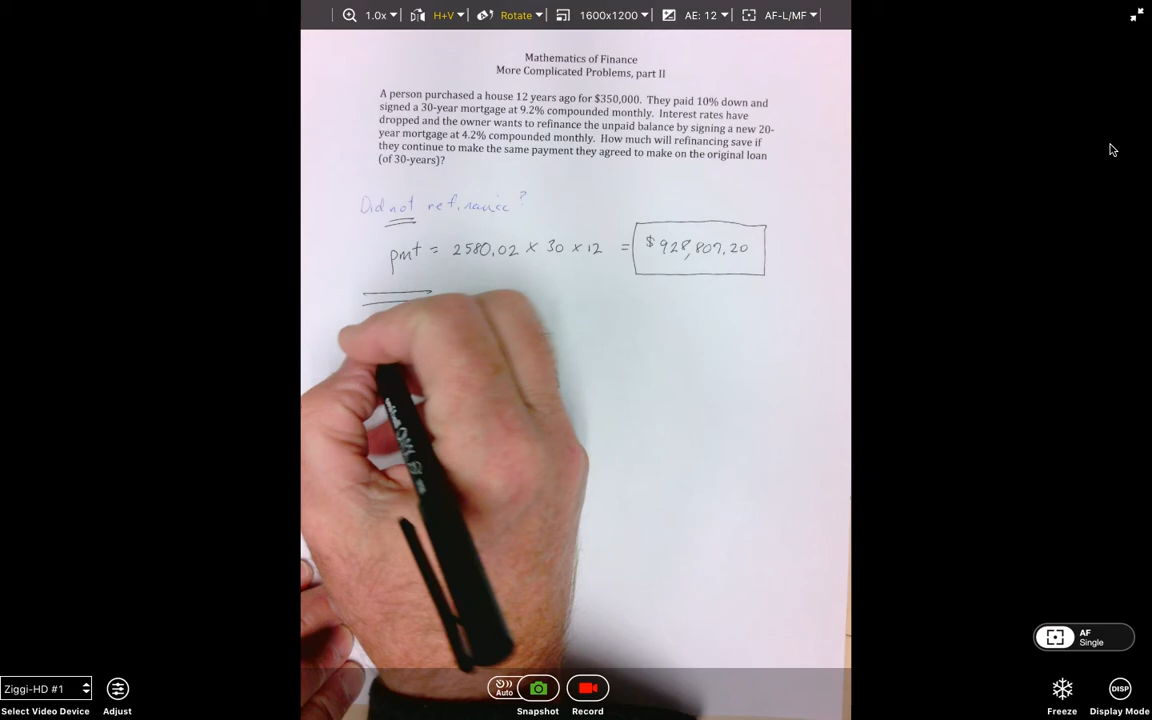 1.0x H+V Rotate 1600x1200 AE: 12 AF-L/MF
Mathematics of Finance
More Complicated Problems, part II
A person purchased a house 12 years ago for $350,000. They paid 10% down and
signed a 30-year mortgage at 9.2% compounded monthly. Interest rates have
dropped and the owner wants to refinance the unpaid balance by signing a new 20-
year mortgage at 4.2% compounded monthly. How much will refinancing save if
they continue to make the same payment they agreed to make on the original loan
(of 30-years)?
Did not refinance?
pmt = 2580.02 × 30 × 12 = $928,807.20
AF
Single
Ziggi-HD #1
Auto
Select Video Device Adjust Snapshot Record Freeze Display Mode
DISP